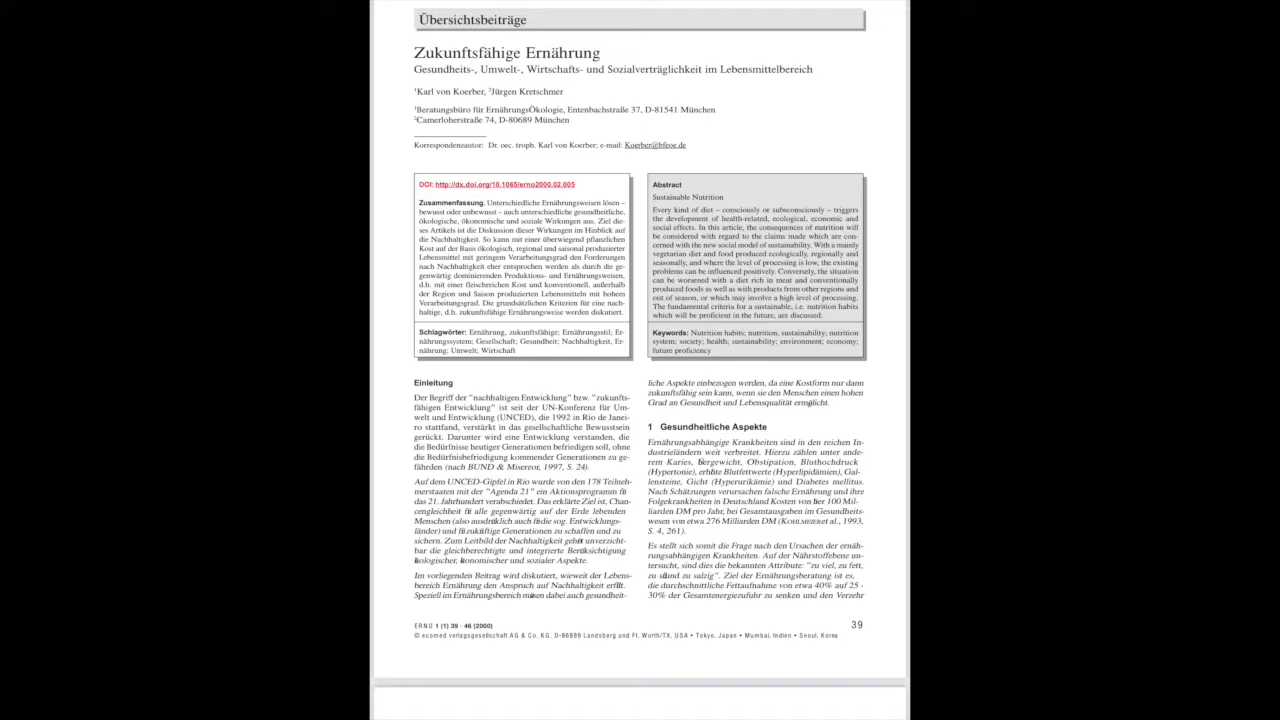 Übersichtsbeiträge
Zukunftsfähige Ernährung
Gesundheits-, Umwelt-, Wirtschafts- und Sozialverträglichkeit im Lebensmittelbereich
¹Karl von Koerber, ²Jürgen Kretschmer
¹Beratungsbüro für ErnährungsÖkologie, Entenbachstraße 37, D-81541 München
²Camerloherstraße 74, D-80689 München
Korrespondenzautor: Dr. oec. troph. Karl von Koerber; e-mail: Koerber@bfeoe.de
DOI: http://dx.doi.org/10.1065/erno2000.02.005
Zusammenfassung. Unterschiedliche Ernährungsweisen lösen –
bewusst oder unbewusst – auch unterschiedliche gesundheitliche,
ökologische, ökonomische und soziale Wirkungen aus. Ziel die-
ses Artikels ist die Diskussion dieser Wirkungen im Hinblick auf
die Nachhaltigkeit. So kann mit einer überwiegend pflanzlichen
Kost auf der Basis ökologisch, regional und saisonal produzierter
Lebensmittel mit geringem Verarbeitungsgrad den Forderungen
nach Nachhaltigkeit eher entsprochen werden als durch die ge-
genwärtig dominierenden Produktions- und Ernährungsweisen,
d.h. mit einer fleischreichen Kost und konventionell, außerhalb
der Region und Saison produzierten Lebensmitteln mit hohem
Verarbeitungsgrad. Die grundsätzlichen Kriterien für eine nach-
haltige, d.h. zukunftsfähige Ernährungsweise werden diskutiert.
Schlagwörter: Ernährung, zukunftsfähige; Ernährungsstil; Er-
nährungssystem; Gesellschaft; Gesundheit; Nachhaltigkeit, Er-
nährung; Umwelt; Wirtschaft
Abstract
Sustainable Nutrition
Every kind of diet – consciously or subsconsciously – triggers
the development of health-related, ecological, economic and
social effects. In this article, the consequences of nutrition will
be considered with regard to the claims made which are con-
cerned with the new social model of sustainability. With a mainly
vegetarian diet and food produced ecologically, regionally and
seasonally, and where the level of processing is low, the existing
problems can be influenced positively. Conversely, the situation
can be worsened with a diet rich in meat and conventionally
produced foods as well as with products from other regions and
out of season, or which may involve a high level of processing.
The fundamental criteria for a sustainable, i.e. nutrition habits
which will be proficient in the future, are discussed.
Keywords: Nutrition habits; nutrition, sustainability; nutrition
system; society; health; sustainability; environment; economy;
future proficiency
Einleitung
Der Begriff der "nachhaltigen Entwicklung" bzw. "zukunfts-
fähigen Entwicklung" ist seit der UN-Konferenz für Um-
welt und Entwicklung (UNCED), die 1992 in Rio de Janei-
ro stattfand, verstärkt in das gesellschaftliche Bewusstsein
gerückt. Darunter wird eine Entwicklung verstanden, die
die Bedürfnisse heutiger Generationen befriedigen soll, ohne
die Bedürfnisbefriedigung kommender Generationen zu ge-
fährden (nach BUND & Misereor, 1997, S. 24).
Auf dem UNCED-Gipfel in Rio wurde von den 178 Teilneh-
merstaaten mit der "Agenda 21" ein Aktionsprogramm
das 21. Jahrhundert verabschiedet. Das erklärte Ziel ist, Chan-
cengleichheit alle gegenwärtig auf der Erde lebenden
Menschen (also auch die sog. Entwicklungs-
länder) und Generationen zu schaffen und zu
sichern. Zum Leitbild der Nachhaltigkeit unverzicht-
bar die gleichberechtigte und integrierte
und sozialer Aspekte.
Im vorliegenden Beitrag wird diskutiert, wieweit der Lebens-
bereich Ernährung den Anspruch auf Nachhaltigkeit
Speziell im Ernährungsbereich dabei auch gesundheit-
liche Aspekte einbezogen werden, da eine Kostform nur dann
zukunftsfähig sein kann, wenn sie den Menschen einen hohen
Grad an Gesundheit und Lebensqualität
1 Gesundheitliche Aspekte
Ernährungsabhängige Krankheiten sind in den reichen In-
dustrieländern weit verbreitet. Hierzu zählen unter ande-
rem Karies, Obstipation, Bluthochdruck
(Hypertonie), Blutfettwerte (Hyperlipidämien), Gal-
lensteine, Gicht (Hyperurikämie) und Diabetes mellitus.
Nach Schätzungen verursachen falsche Ernährung und ihre
Folgekrankheiten in Deutschland Kosten von 100 Mil-
liarden DM pro Jahr, bei Gesamtausgaben im Gesundheits-
wesen von etwa 276 Milliarden DM (KOHLMEIER et al., 1993,
S. 4, 261).
Es stellt sich somit die Frage nach den Ursachen der ernäh-
rungsabhängigen Krankheiten. Auf der Nährstoffebene un-
tersucht, sind dies die bekannten Attribute: "zu viel, zu fett,
zu und zu salzig". Ziel der Ernährungsberatung ist es,
die durchschnittliche Fettaufnahme von etwa 40% auf 25 -
30% der Gesamtenergiezufuhr zu senken und den Verzehr
ERNO 1 (1) 39 - 46 (2000)
39
© ecomed verlagsgesellschaft AG & Co. KG, D-86899 Landsberg und Ft. Worth/TX, USA • Tokyo, Japan • Mumbai, Indien • Seoul, Korea